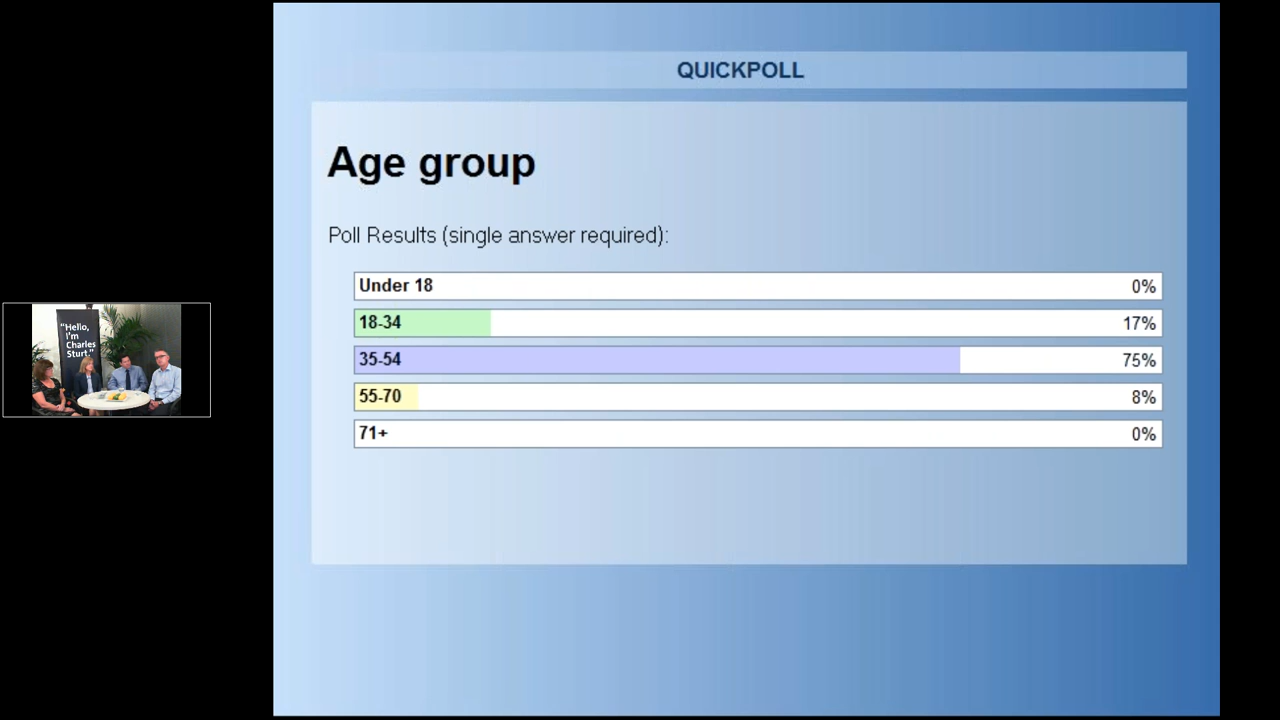 QUICKPOLL
Age group
Poll Results (single answer required):
Under 18 0%
18-34 17%
35-54 75%
55-70 8%
71+ 0%
"Hello,
I'm
Charles
Sturt."